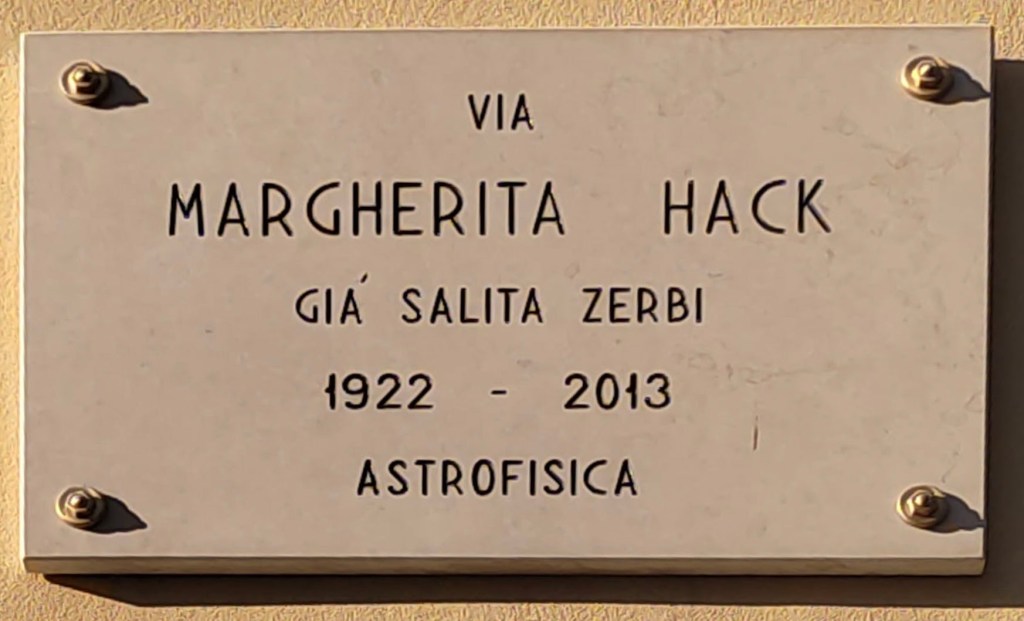 VIA
MARGHERITA HACK
GIÁ SALITA ZERBI
1922 - 2013
ASTROFISICA